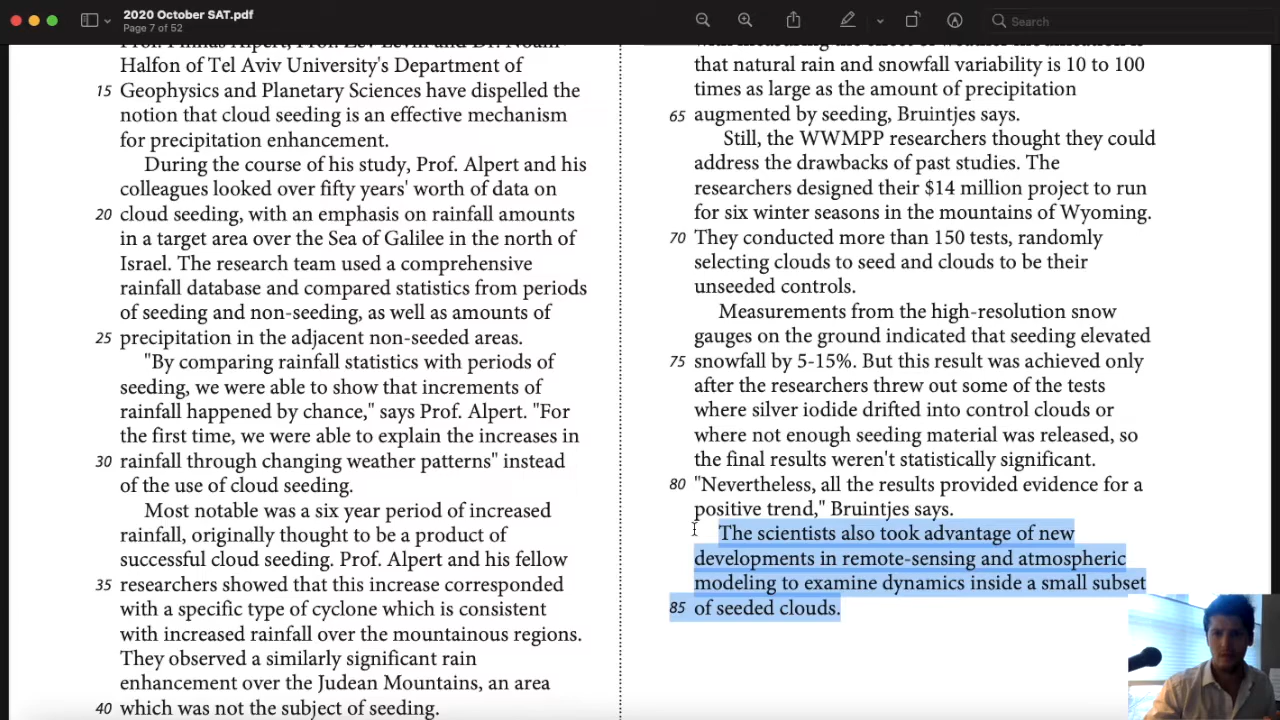 2020 October SAT.pdf
Page 7 of 52
Search
Prof. Pinhas Alpert, Prof. Zev Levin and Dr. Noam
Halfon of Tel Aviv University's Department of
15 Geophysics and Planetary Sciences have dispelled the
notion that cloud seeding is an effective mechanism
for precipitation enhancement.
During the course of his study, Prof. Alpert and his
colleagues looked over fifty years' worth of data on
20 cloud seeding, with an emphasis on rainfall amounts
in a target area over the Sea of Galilee in the north of
Israel. The research team used a comprehensive
rainfall database and compared statistics from periods
of seeding and non-seeding, as well as amounts of
25 precipitation in the adjacent non-seeded areas.
"By comparing rainfall statistics with periods of
seeding, we were able to show that increments of
rainfall happened by chance," says Prof. Alpert. "For
the first time, we were able to explain the increases in
30 rainfall through changing weather patterns" instead
of the use of cloud seeding.
Most notable was a six year period of increased
rainfall, originally thought to be a product of
successful cloud seeding. Prof. Alpert and his fellow
35 researchers showed that this increase corresponded
with a specific type of cyclone which is consistent
with increased rainfall over the mountainous regions.
They observed a similarly significant rain
enhancement over the Judean Mountains, an area
40 which was not the subject of seeding.
with measuring the effect of weather modification is
that natural rain and snowfall variability is 10 to 100
times as large as the amount of precipitation
65 augmented by seeding, Bruintjes says.
Still, the WWMPP researchers thought they could
address the drawbacks of past studies. The
researchers designed their $14 million project to run
for six winter seasons in the mountains of Wyoming.
70 They conducted more than 150 tests, randomly
selecting clouds to seed and clouds to be their
unseeded controls.
Measurements from the high-resolution snow
gauges on the ground indicated that seeding elevated
75 snowfall by 5-15%. But this result was achieved only
after the researchers threw out some of the tests
where silver iodide drifted into control clouds or
where not enough seeding material was released, so
the final results weren't statistically significant.
80 "Nevertheless, all the results provided evidence for a
positive trend," Bruintjes says.
The scientists also took advantage of new
developments in remote-sensing and atmospheric
modeling to examine dynamics inside a small subset
85 of seeded clouds.